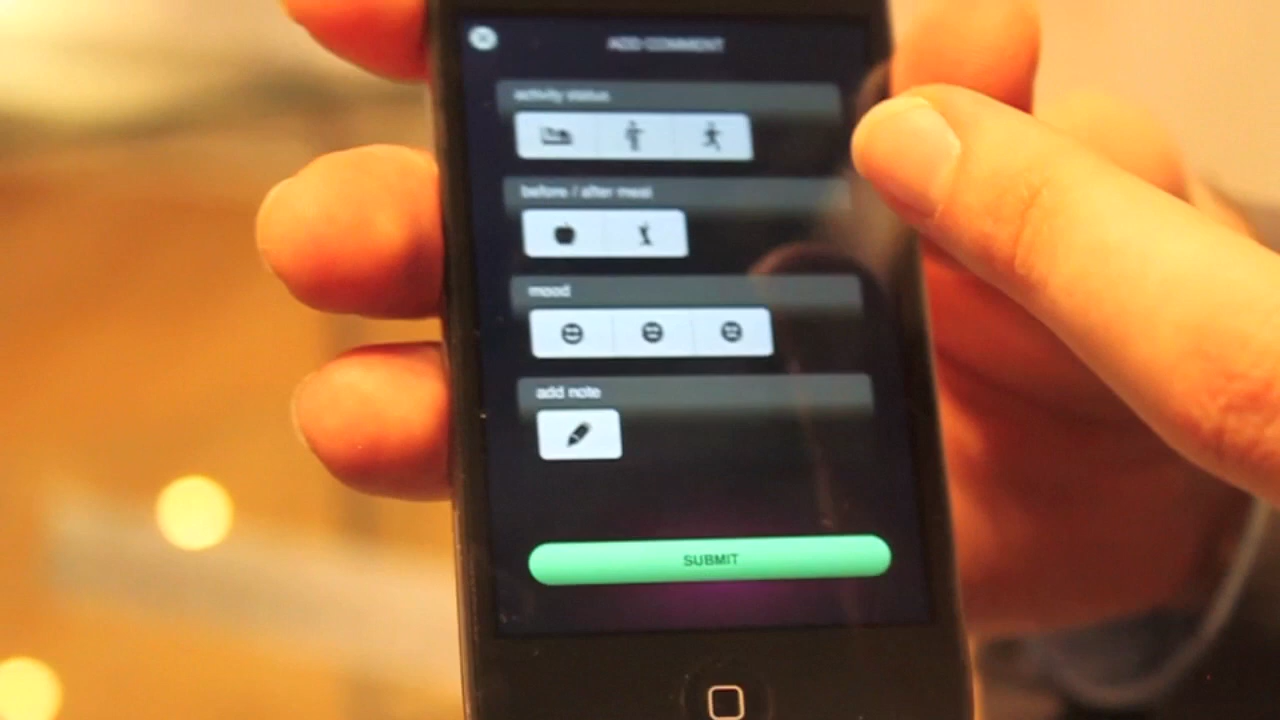 ADD COMMENT
activity status
before / after meal
mood
add note
SUBMIT